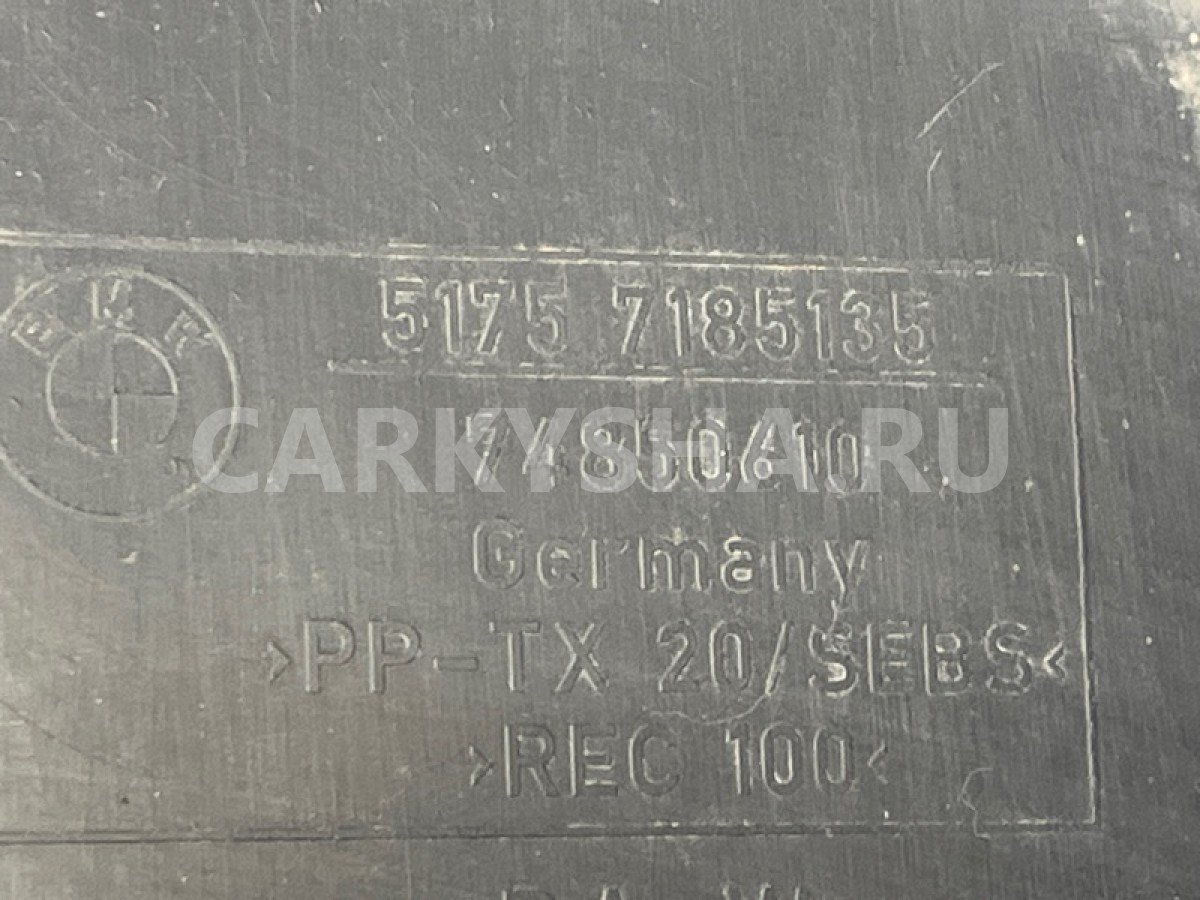 BMW
5175 7185135
CARKYSHA.RU
Germany
>PP-TX 20/SEBS<
>REC 100<